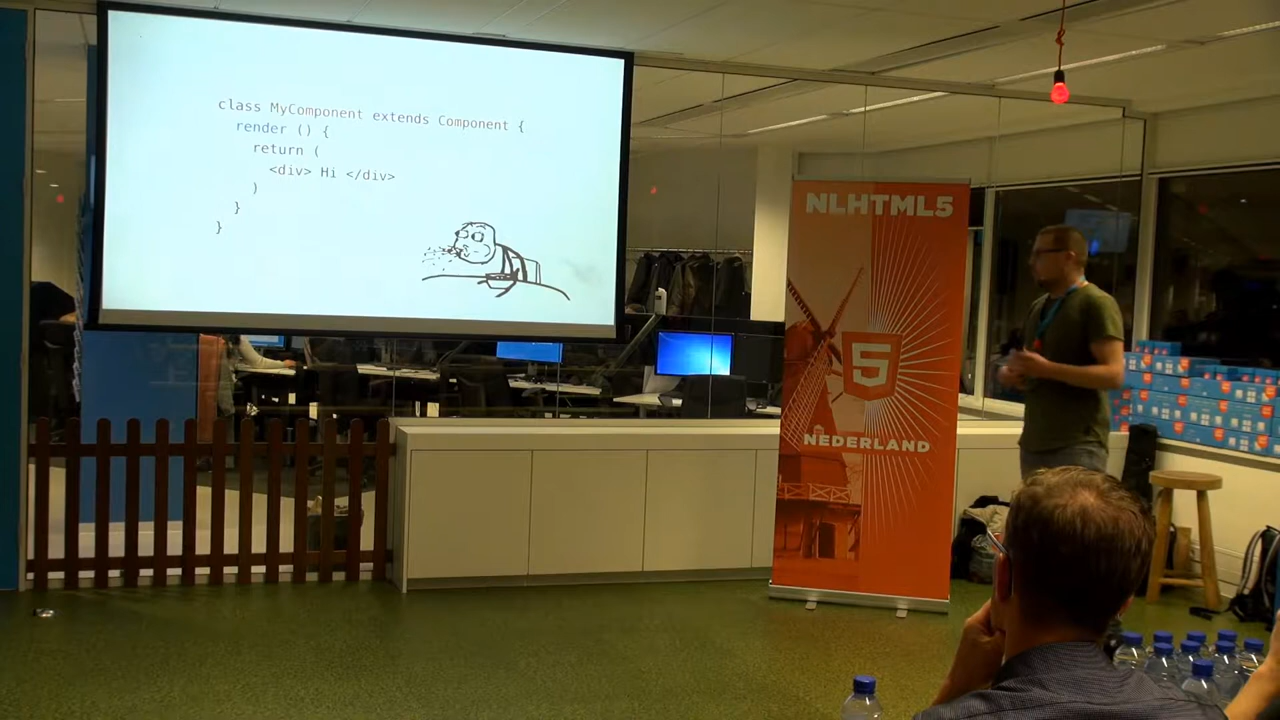 class MyComponent extends Component {
render () {
return (
<div> Hi </div>
)
}
}
NLHTML5
5
NEDERLAND